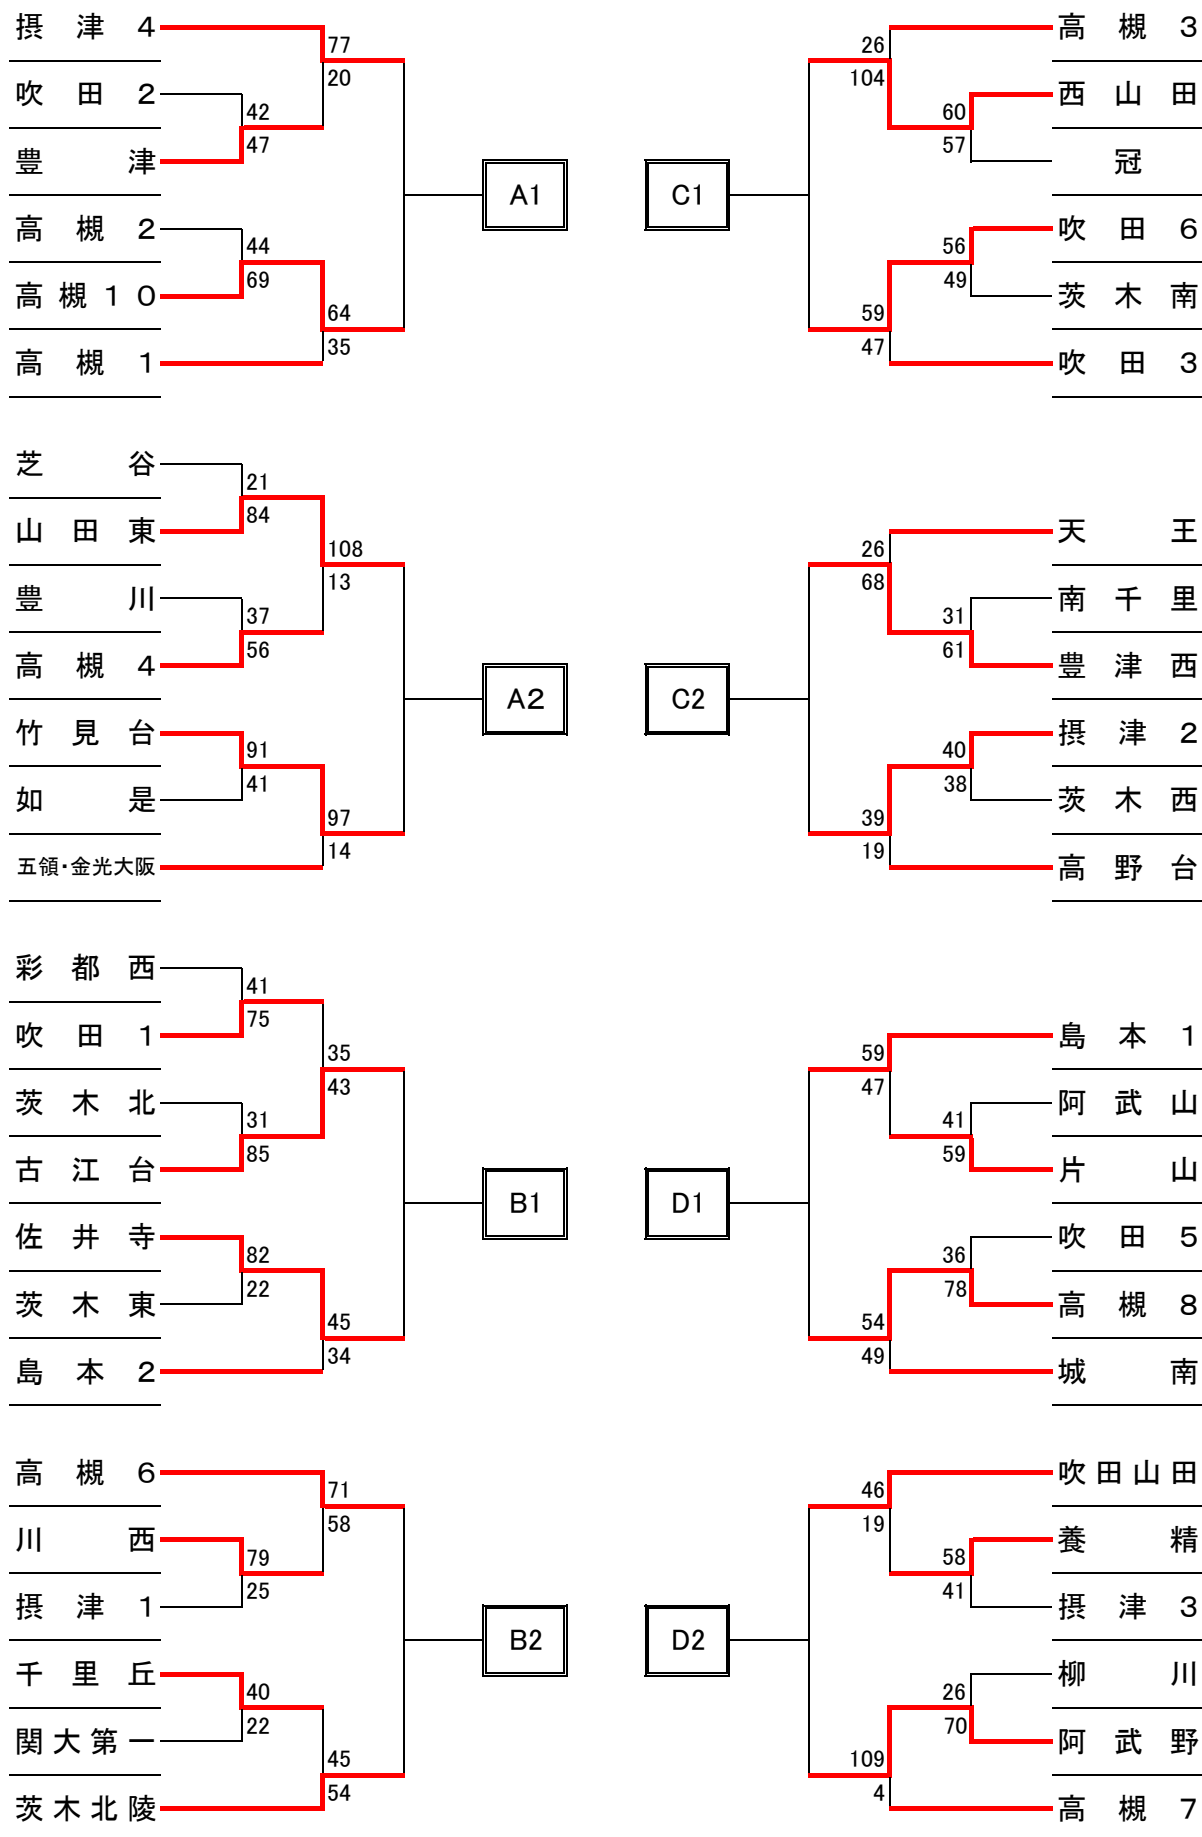 摂津4
77
20
吹田2
42
47
豊津
A1
高槻2
44
69
高槻10
64
35
高槻1
芝谷
21
84
山田東
108
13
豊川
37
56
高槻4
A2
竹見台
91
41
如是
97
14
五領・金光大阪
彩都西
41
75
吹田1
35
43
茨木北
31
85
古江台
B1
佐井寺
82
22
茨木東
45
34
島本2
高槻6
71
58
川西
79
25
摂津1
B2
千里丘
40
22
関大第一
45
54
茨木北陵
高槻3
26
104
西山田
60
57
冠
C1
吹田6
56
49
茨木南
59
47
吹田3
天王
26
68
南千里
31
61
豊津西
C2
摂津2
40
38
茨木西
39
19
高野台
島本1
59
47
阿武山
41
59
片山
D1
吹田5
36
78
高槻8
54
49
城南
吹田山田
46
19
養精
58
41
摂津3
D2
柳川
26
70
阿武野
109
4
高槻7